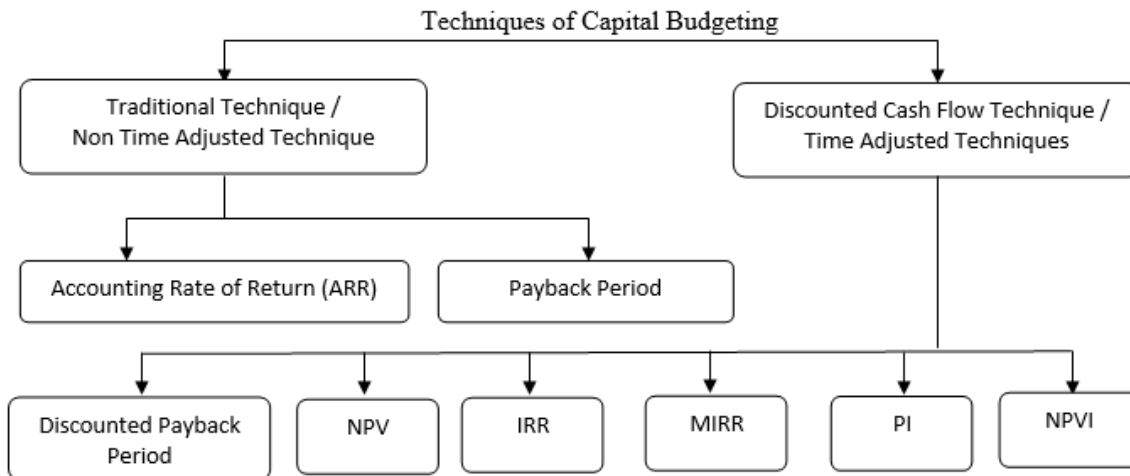 Techniques of Capital Budgeting
Traditional Technique /
Non Time Adjusted Technique
Discounted Cash Flow Technique /
Time Adjusted Techniques
Accounting Rate of Return (ARR)
Payback Period
Discounted Payback
Period
NPV
IRR
MIRR
PI
NPVI